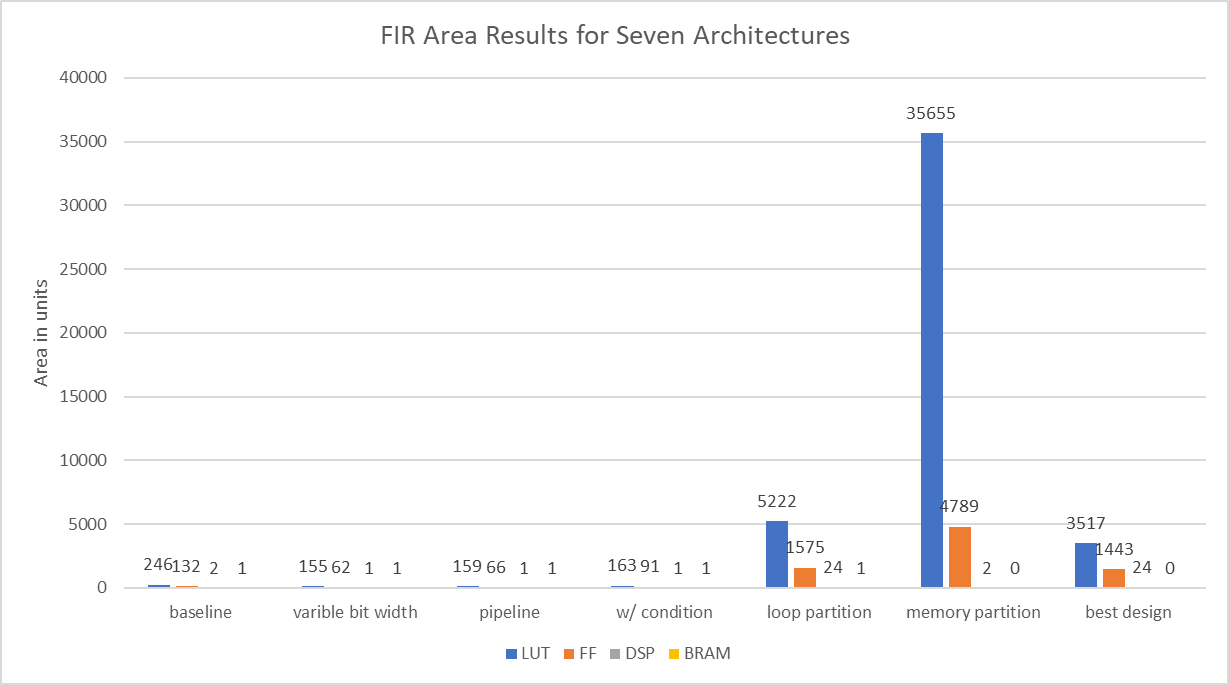 FIR Area Results for Seven Architectures
Area in units
40000
35000
30000
25000
20000
15000
10000
5000
0
246 132 2 1
155 62 1 1
159 66 1 1
163 91 1 1
5222 1575 24 1
35655 4789 2 0
3517 1443 24 0
baseline varible bit width pipeline w/ condition loop partition memory partition best design
LUT FF DSP BRAM